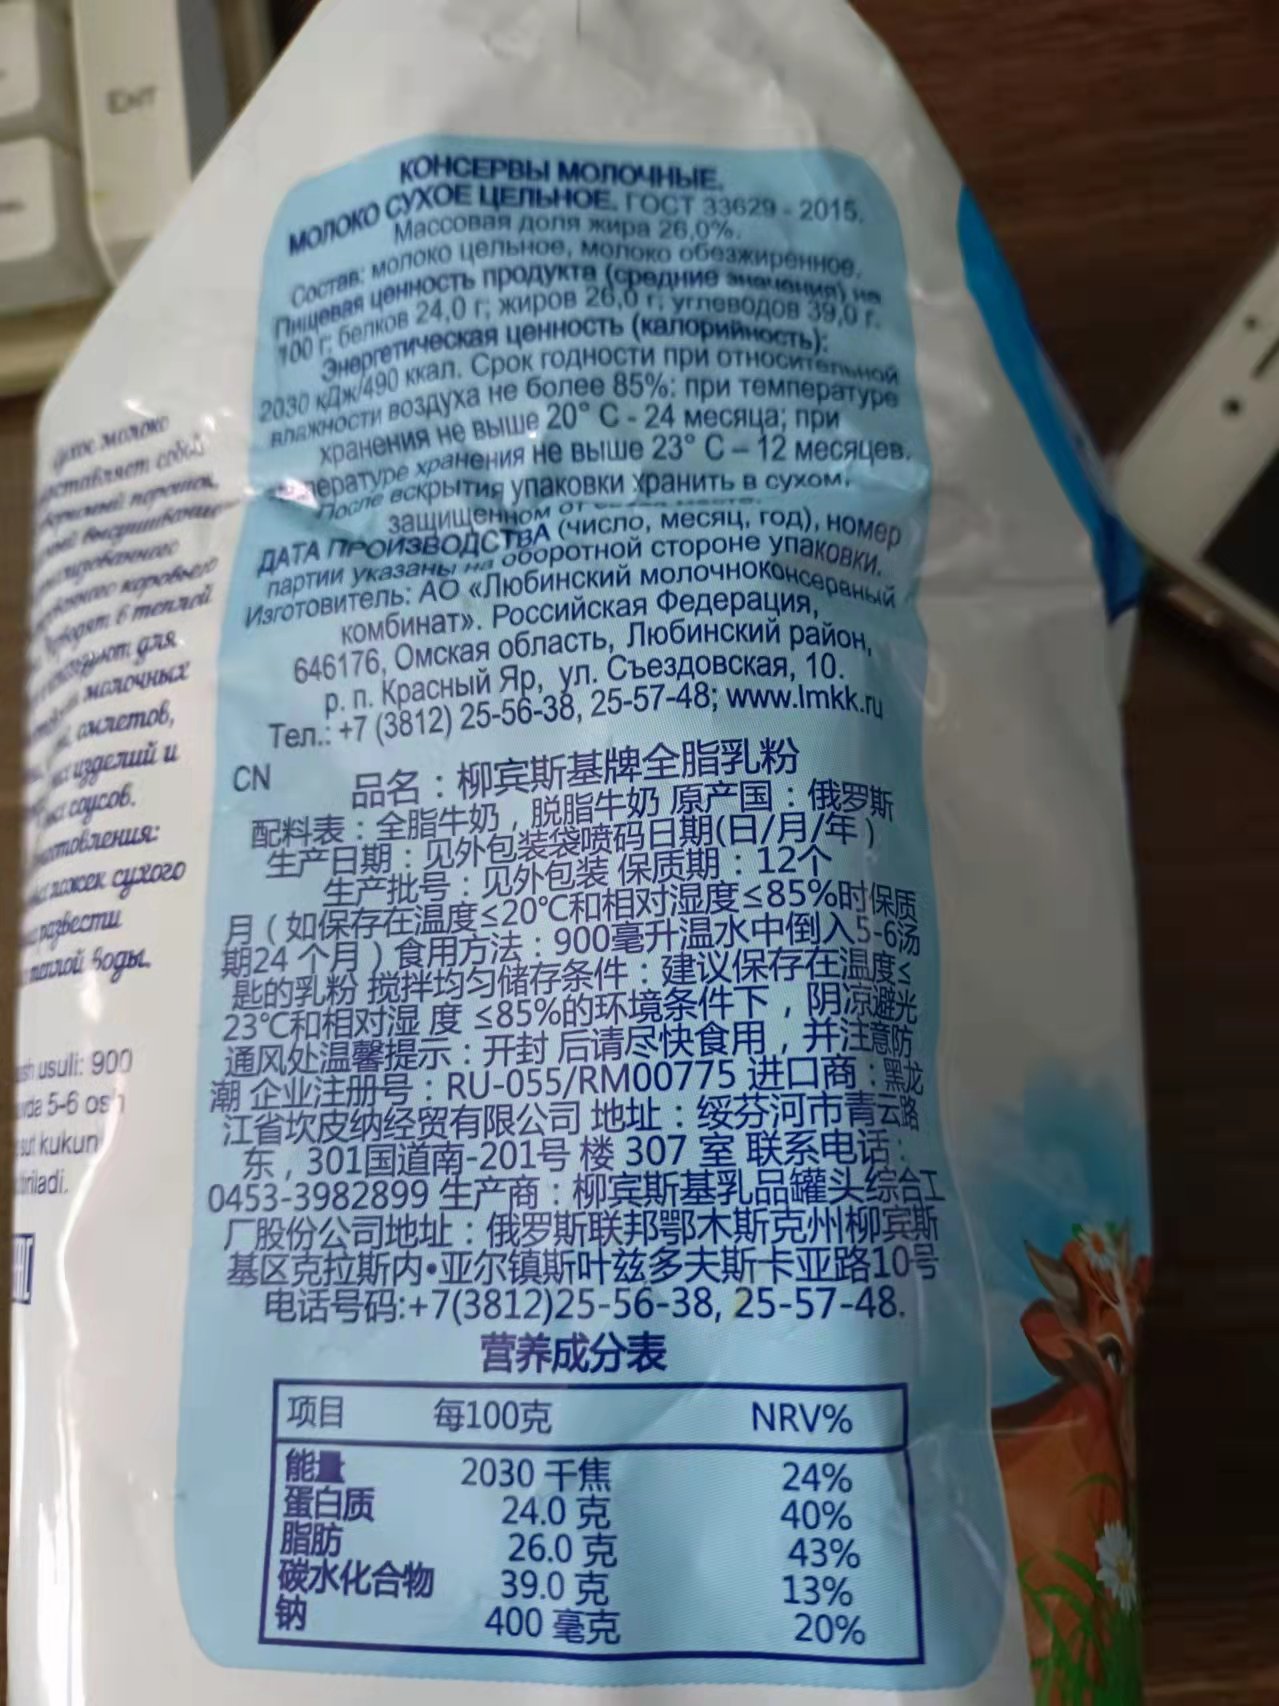 ENT
КОНСЕРВЫ МОЛОЧНЫЕ.
МОЛОКО СУХОЕ ЦЕЛЬНОЕ. ГОСТ 33629 - 2015.
Массовая доля жира 26,0%.
Состав: молоко цельное, молоко обезжиренное.
Пищевая ценность продукта (средние значения) на
100 г: белков 24,0 г; жиров 26,0 г; углеводов 39,0 г.
Энергетическая ценность (калорийность):
2030 кДж/490 ккал. Срок годности при относительной
влажности воздуха не более 85%: при температуре
хранения не выше 20° С - 24 месяца; при
хранения не выше 23° С – 12 месяцев.
После вскрытия упаковки хранить в сухом,
защищенном от
ДАТА ПРОИЗВОДСТВА (число, месяц, год), номер
партии указаны на оборотной стороне упаковки.
Изготовитель: АО «Любинский молочноконсервный
комбинат». Российская Федерация,
646176, Омская область, Любинский район,
р. п. Красный Яр, ул. Съездовская, 10.
Тел.: +7 (3812) 25-56-38, 25-57-48; www.lmkk.ru
CN 品名：柳宾斯基牌全脂乳粉
配料表：全脂牛奶，脱脂牛奶 原产国：俄罗斯
生产日期：见外包装袋喷码日期(日/月/年）
生产批号：见外包装 保质期：12个
月（如保存在温度≤20℃和相对湿度≤85%时保质
期24 个月）食用方法：900毫升温水中倒入5-6汤
匙的乳粉 搅拌均匀储存条件：建议保存在温度≤
23℃和相对湿 度 ≤85%的环境条件下，阴凉避光
通风处温馨提示：开封 后请尽快食用，并注意防
潮 企业注册号：RU-055/RM00775 进口商：黑龙
江省坎皮纳经贸有限公司 地址：绥芬河市青云路
东，301国道南-201号 楼 307 室 联系电话：
0453-3982899 生产商：柳宾斯基乳品罐头综合工
厂股份公司地址：俄罗斯联邦鄂木斯克州柳宾斯
基区克拉斯内•亚尔镇斯叶兹多夫斯卡亚路10号
电话号码:+7(3812)25-56-38, 25-57-48.
营养成分表
项目 每100克 NRV%
能量 2030 千焦 24%
蛋白质 24.0 克 40%
脂肪 26.0 克 43%
碳水化合物 39.0 克 13%
钠 400 毫克 20%
молоко
собой
теплой
для
молочных
омлетов,
изделий и
соусов.
сухого
развести
теплой воды.
usuli: 900
5-6 osh
kukun